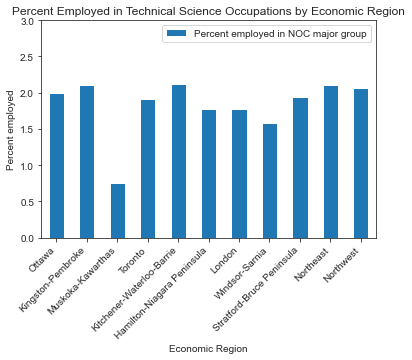 Percent Employed in Technical Science Occupations by Economic Region
Percent employed in NOC major group
3.0
2.5
2.0
1.5
1.0
0.5
0.0
Percent employed
Ottawa
Kingston-Pembroke
Muskoka-Kawarthas
Toronto
Kitchener-Waterloo-Barrie
Hamilton-Niagara Peninsula
London
Windsor-Sarnia
Stratford-Bruce Peninsula
Northeast
Northwest
Economic Region